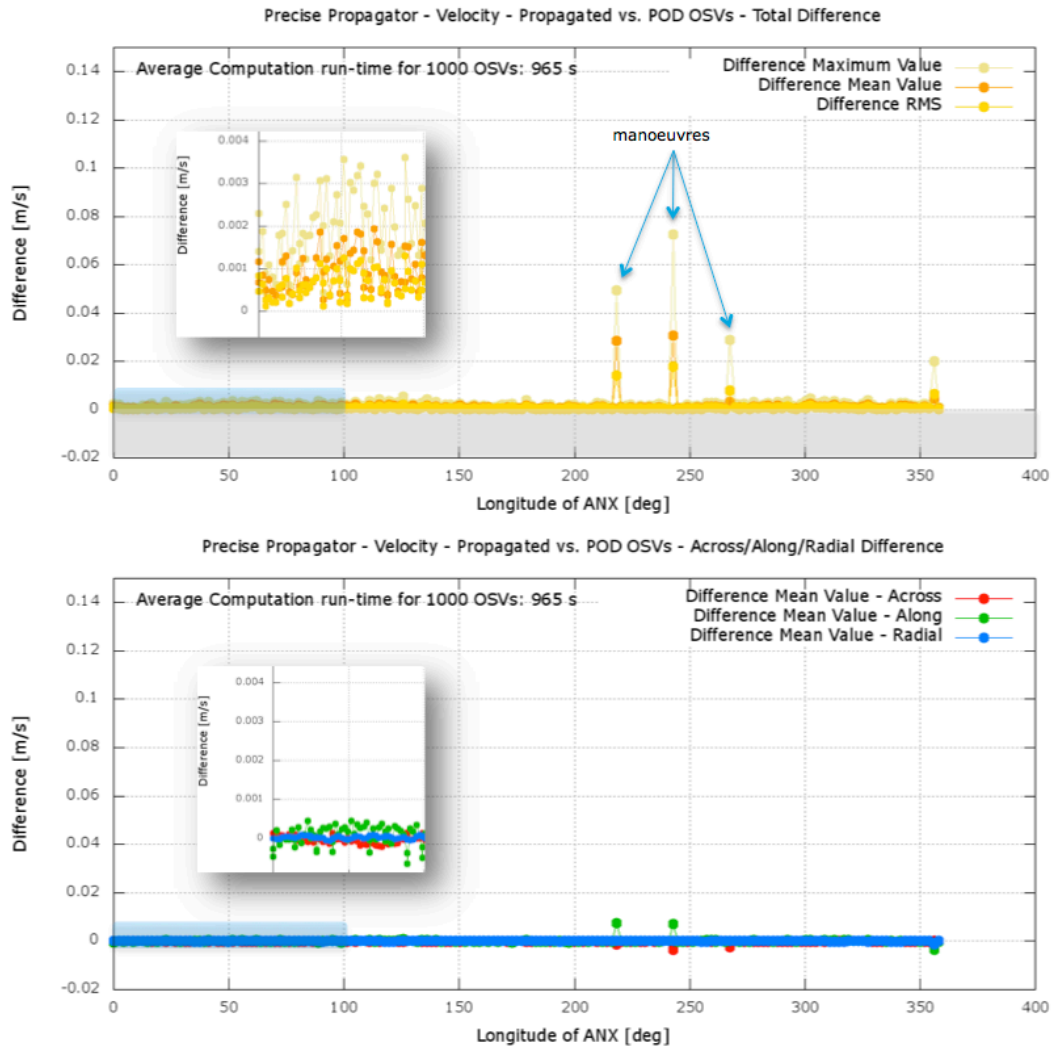 Precise Propagator - Velocity - Propagated vs. POD OSVs - Total Difference
Average Computation run-time for 1000 OSVs: 965 s
Difference Maximum Value
Difference Mean Value
Difference RMS
manoeuvres
Difference [m/s]
0.14
0.12
0.1
0.08
0.06
0.04
0.02
0
-0.02
Difference [m/s]
0.004
0.003
0.002
0.001
0
0 50 100 150 200 250 300 350 400
Longitude of ANX [deg]
Precise Propagator - Velocity - Propagated vs. POD OSVs - Across/Along/Radial Difference
Average Computation run-time for 1000 OSVs: 965 s
Difference Mean Value - Across
Difference Mean Value - Along
Difference Mean Value - Radial
Difference [m/s]
0.14
0.12
0.1
0.08
0.06
0.04
0.02
0
-0.02
Difference [m/s]
0.004
0.003
0.002
0.001
0
0 50 100 150 200 250 300 350 400
Longitude of ANX [deg]